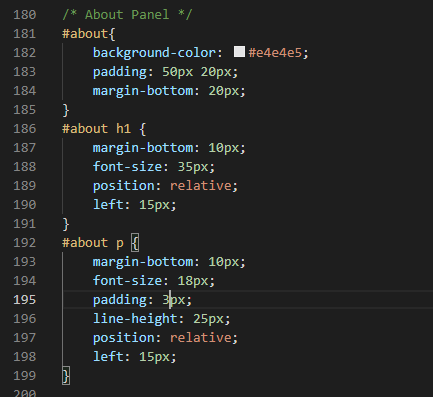 180 /* About Panel */
181 #about{
182 background-color: #e4e4e5;
183 padding: 50px 20px;
184 margin-bottom: 20px;
185 }
186 #about h1 {
187 margin-bottom: 10px;
188 font-size: 35px;
189 position: relative;
190 left: 15px;
191 }
192 #about p {
193 margin-bottom: 10px;
194 font-size: 18px;
195 padding: 3px;
196 line-height: 25px;
197 position: relative;
198 left: 15px;
199 }
200